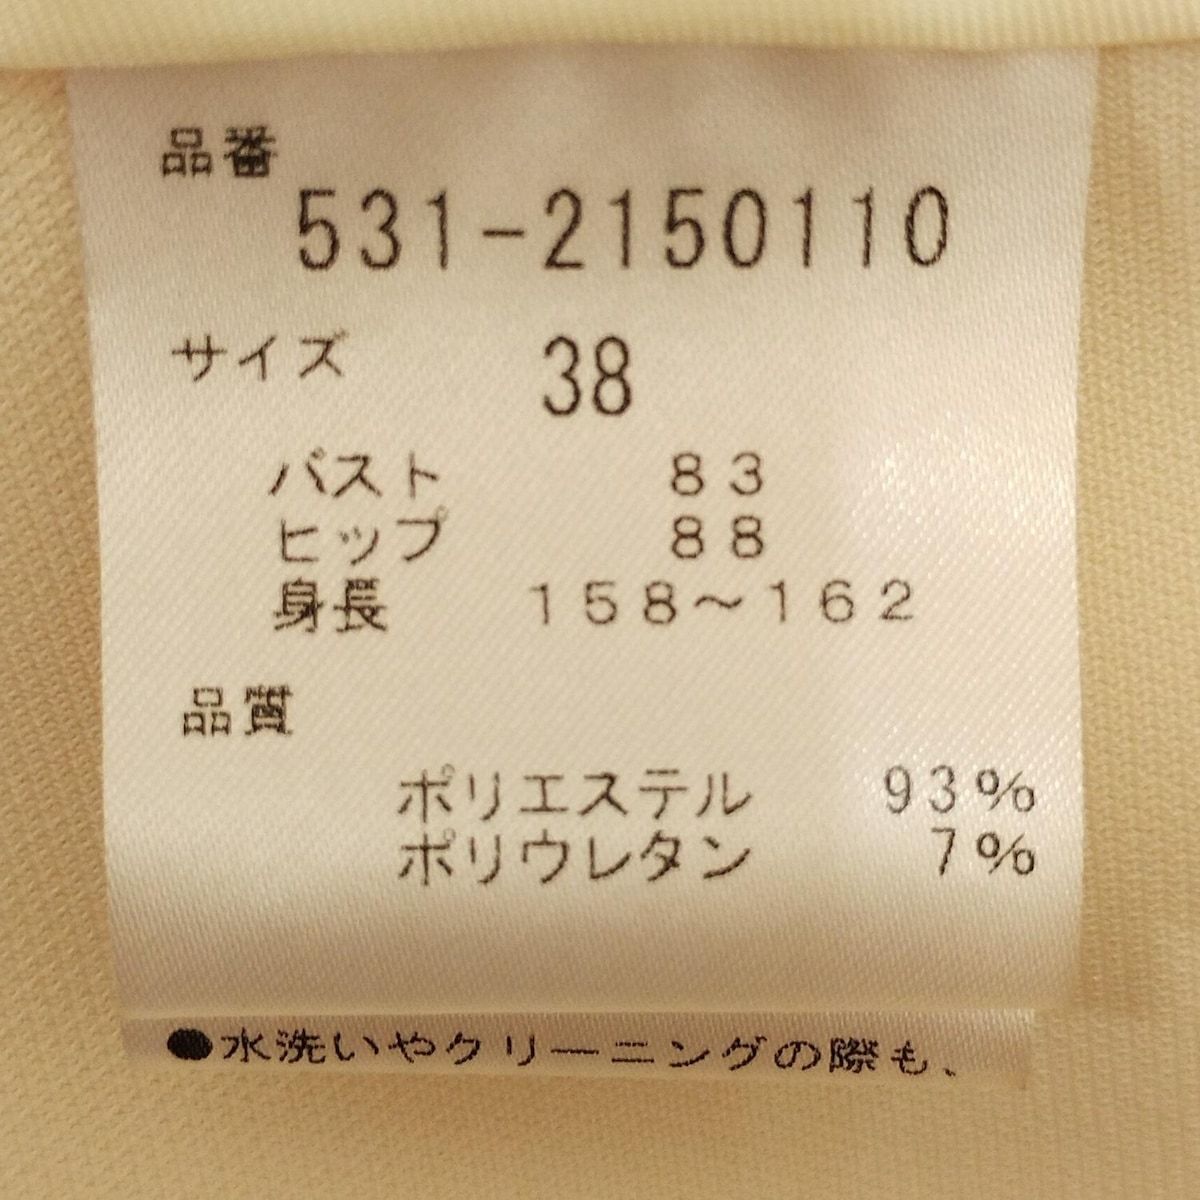 品番
531-2150110
サイズ 38
バスト 83
ヒップ 88
身長 158～162
品質
ポリエステル 93%
ポリウレタン 7%
●水洗いやクリーニングの際も、